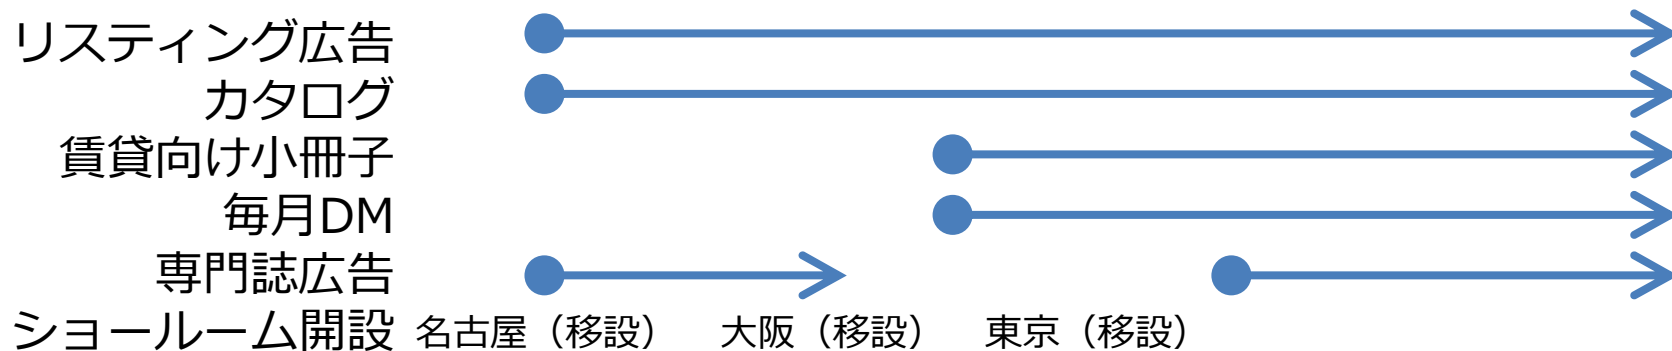 リスティング広告
カタログ
賃貸向け小冊子
毎月DM
専門誌広告
ショールーム開設 名古屋（移設） 大阪（移設） 東京（移設）